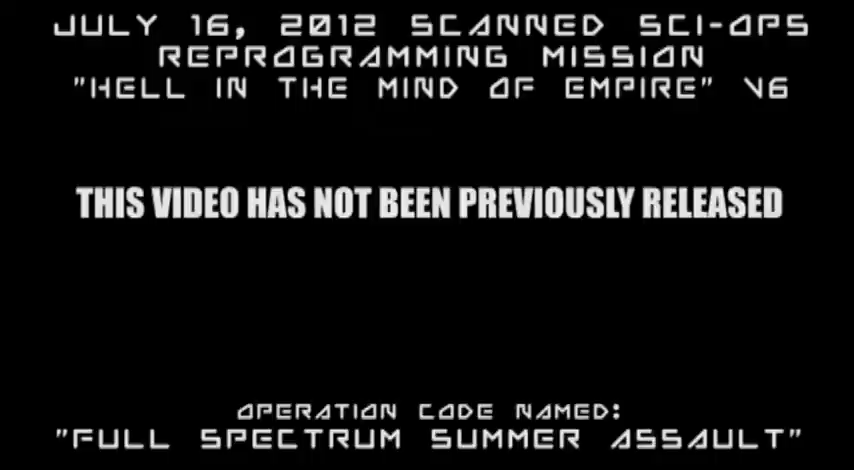 JULY 16, 2012 SCANNED SCI-OPS
REPROGRAMMING MISSION
"HELL IN THE MIND OF EMPIRE" V6
THIS VIDEO HAS NOT BEEN PREVIOUSLY RELEASED
OPERATION CODE NAMED:
"FULL SPECTRUM SUMMER ASSAULT"